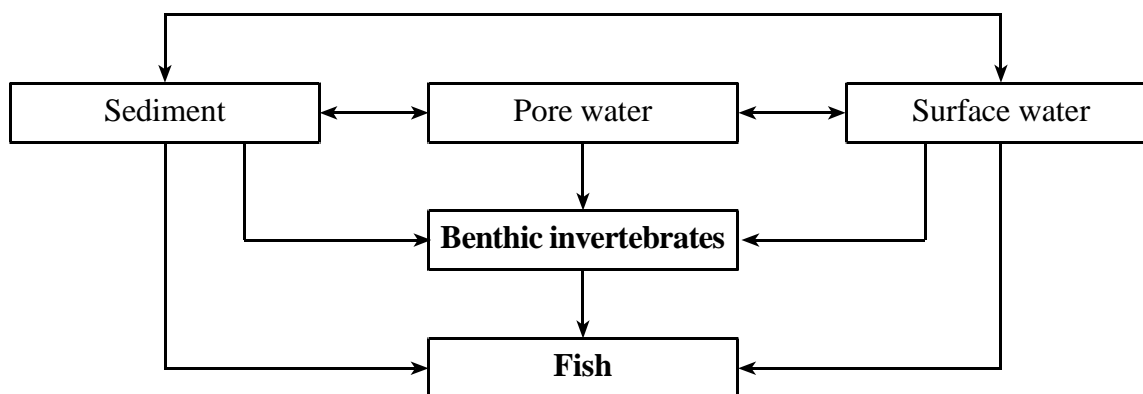 Sediment
Pore water
Surface water
Benthic invertebrates
Fish